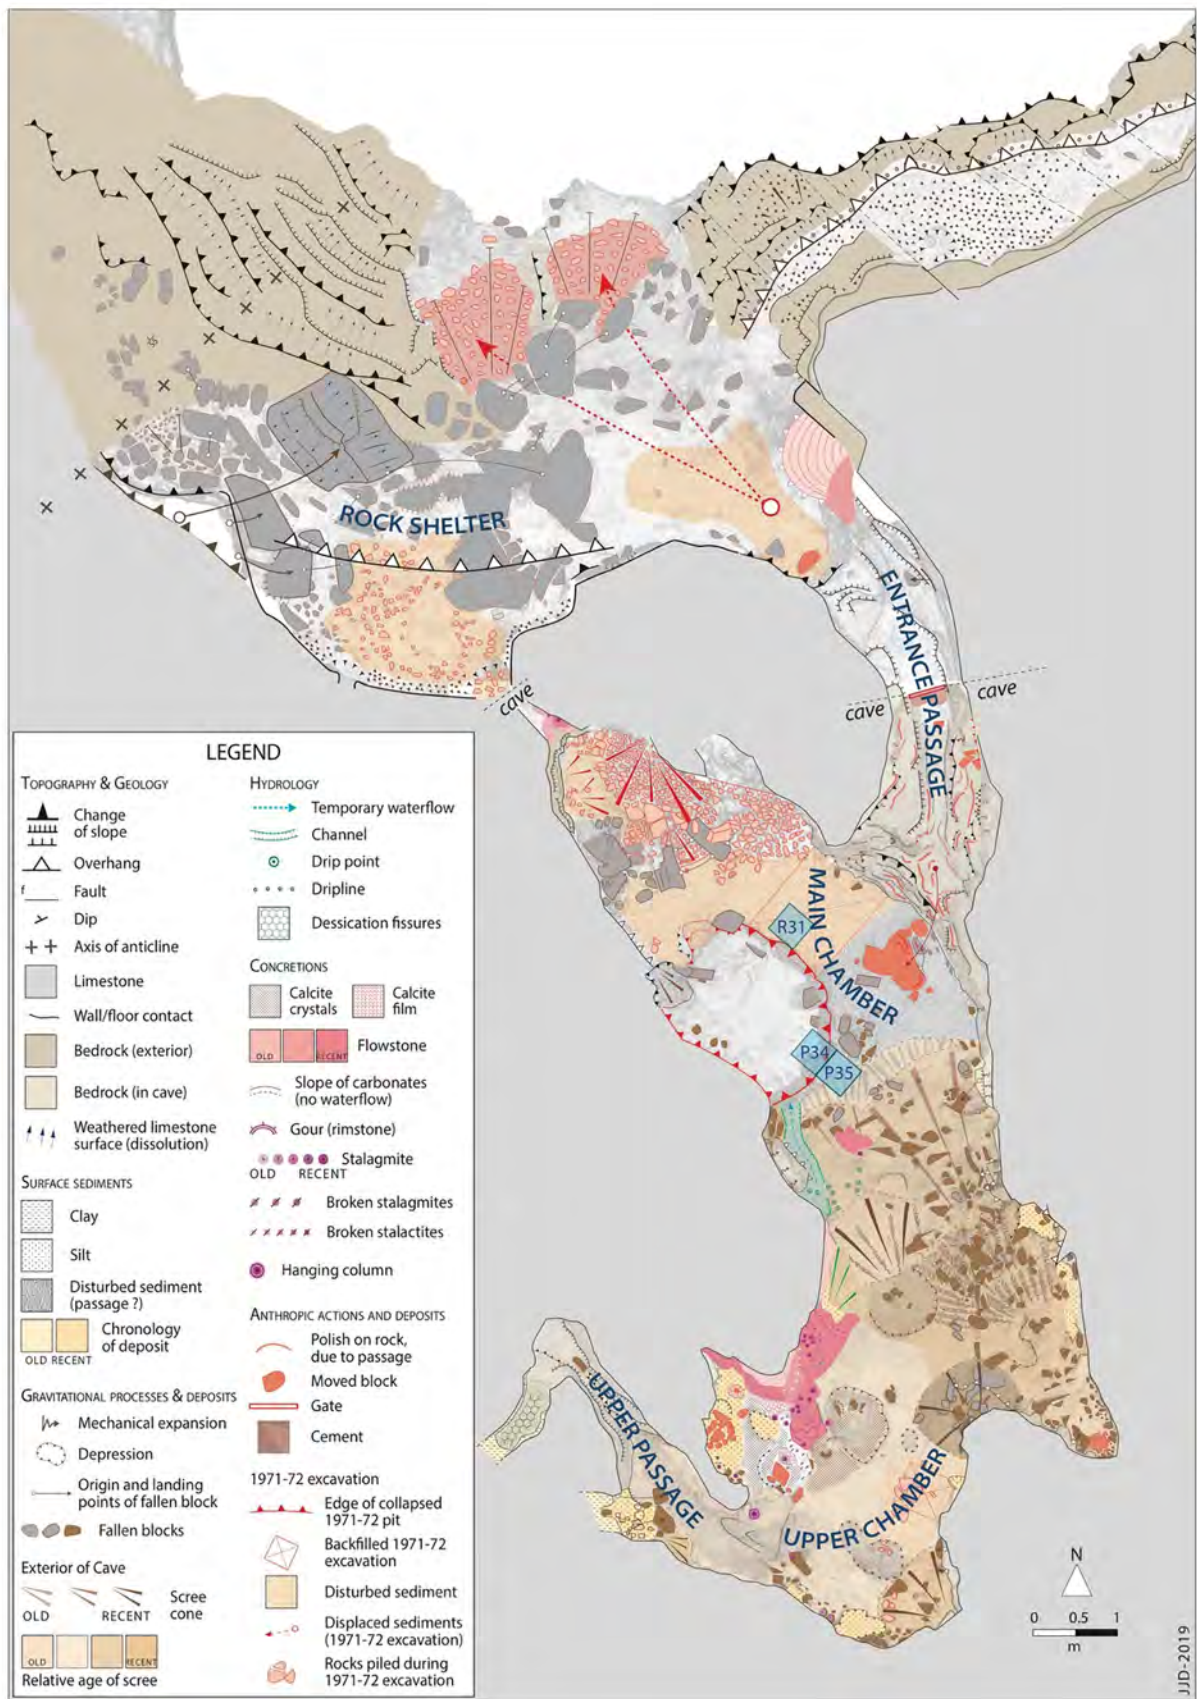 ROCK SHELTER
ENTRANCE PASSAGE
cave
cave
cave
MAIN CHAMBER
R31
P34
P35
UPPER PASSAGE
UPPER CHAMBER
N
0 0.5 1
m
JJD-2019
LEGEND
TOPOGRAPHY & GEOLOGY
Change
of slope
Overhang
f
Fault
Dip
Axis of anticline
Limestone
Wall/floor contact
Bedrock (exterior)
Bedrock (in cave)
Weathered limestone
surface (dissolution)
SURFACE SEDIMENTS
Clay
Silt
Disturbed sediment
(passage ?)
Chronology
of deposit
OLD RECENT
GRAVITATIONAL PROCESSES & DEPOSITS
Mechanical expansion
Depression
Origin and landing
points of fallen block
Fallen blocks
Exterior of Cave
Scree
cone
OLD RECENT
OLD RECENT
Relative age of scree
HYDROLOGY
Temporary waterflow
Channel
Drip point
Dripline
Dessication fissures
CONCRETIONS
Calcite
crystals
Calcite
film
OLD RECENT
Flowstone
Slope of carbonates
(no waterflow)
Gour (rimstone)
Stalagmite
OLD RECENT
Broken stalagmites
Broken stalactites
Hanging column
ANTHROPIC ACTIONS AND DEPOSITS
Polish on rock,
due to passage
Moved block
Gate
Cement
1971-72 excavation
Edge of collapsed
1971-72 pit
Backfilled 1971-72
excavation
Disturbed sediment
Displaced sediments
(1971-72 excavation)
Rocks piled during
1971-72 excavation